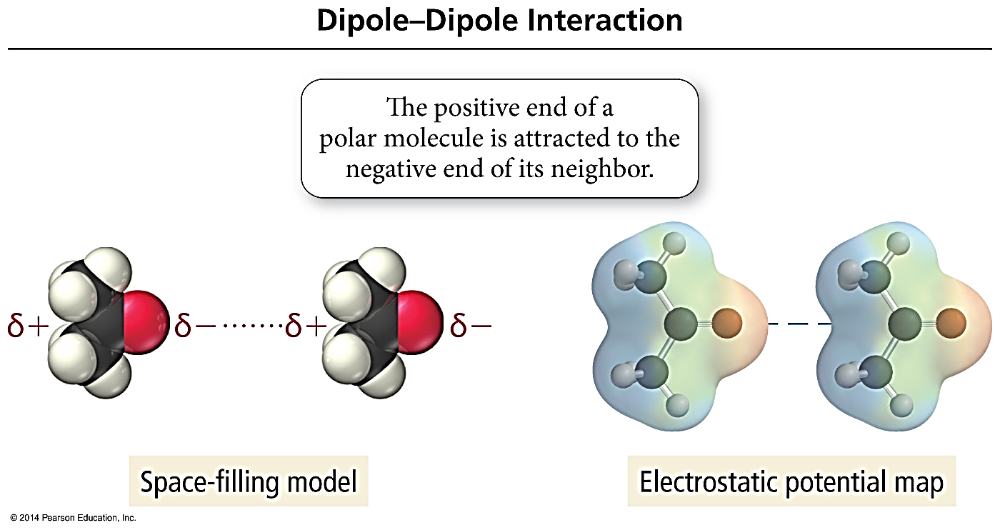 Dipole–Dipole Interaction
The positive end of a
polar molecule is attracted to the
negative end of its neighbor.
δ+ δ− ······· δ+ δ−
Space-filling model
Electrostatic potential map
© 2014 Pearson Education, Inc.